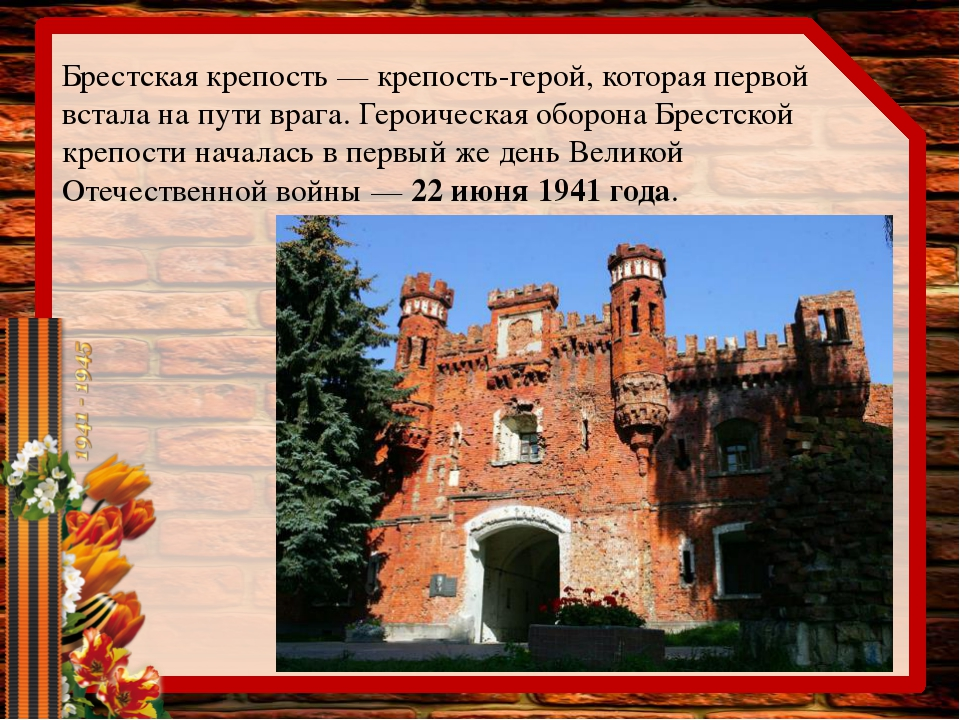 Брестская крепость — крепость-герой, которая первой
встала на пути врага. Героическая оборона Брестской
крепости началась в первый же день Великой
Отечественной войны — 22 июня 1941 года.
1941 - 1945